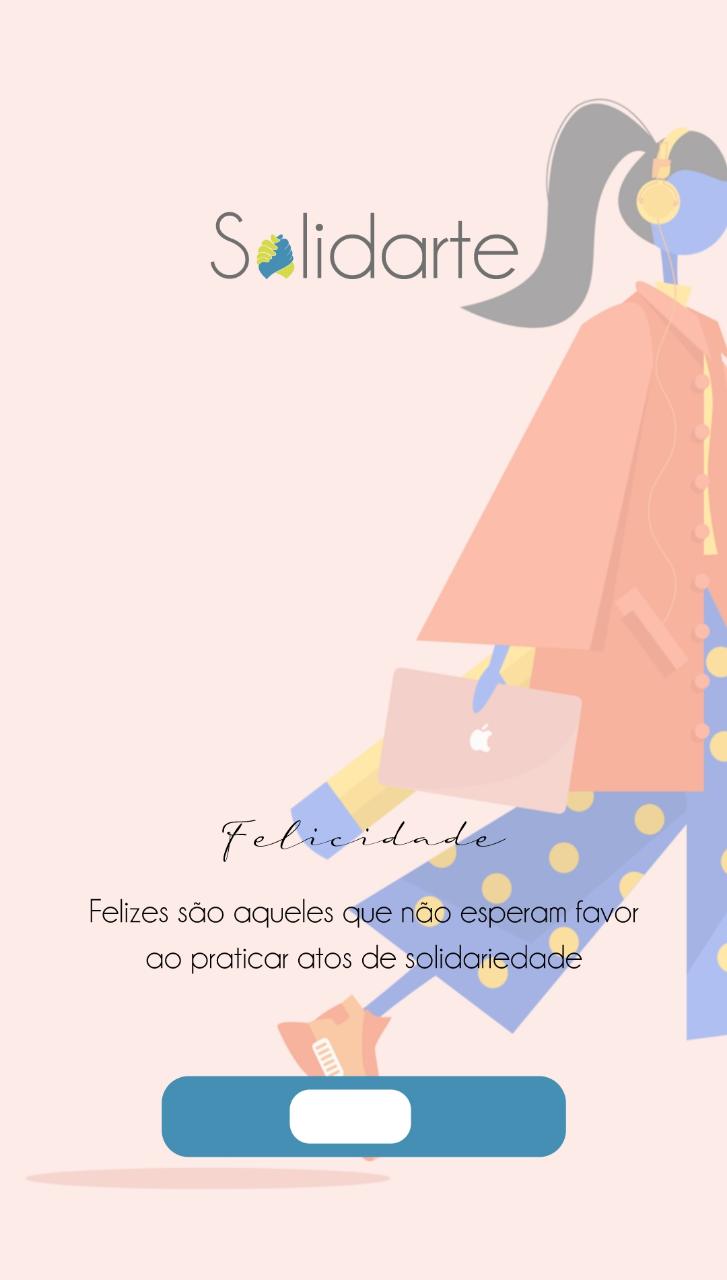 Solidarte
Felicidade
Felizes são aqueles que não esperam favor
ao praticar atos de solidariedade